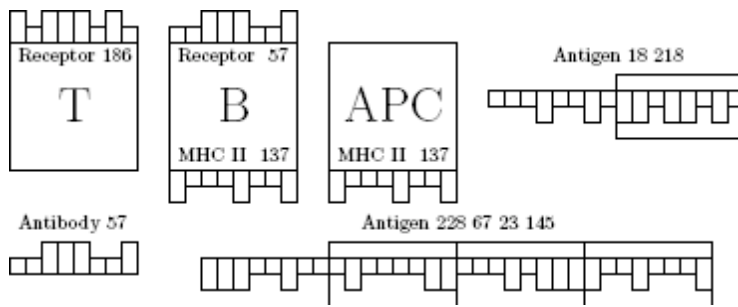 Receptor 186
T
Receptor 57
B
MHC II 137
APC
MHC II 137
Antigen 18 218
Antibody 57
Antigen 228 67 23 145